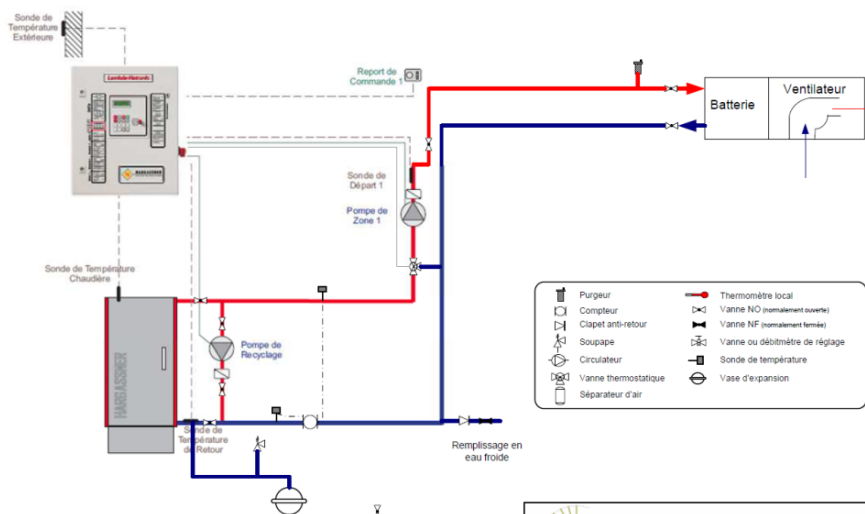 Sonde de
Température
Extérieure
Lambda-Hatronic
HARGASSNER
Report de
Commande 1
Batterie
Ventilateur
Sonde de
Départ 1
Pompe de
Zone 1
Sonde de Température
Chaudière
HARGASSNER
Pompe de
Recyclage
Sonde de
Température
de Retour
Remplissage en
eau froide
Purgeur
Compteur
Clapet anti-retour
Soupape
Circulateur
Vanne thermostatique
Séparateur d'air
Thermomètre local
Vanne NO (normalement ouverte)
Vanne NF (normalement fermée)
Vanne ou débitmètre de réglage
Sonde de température
Vase d'expansion